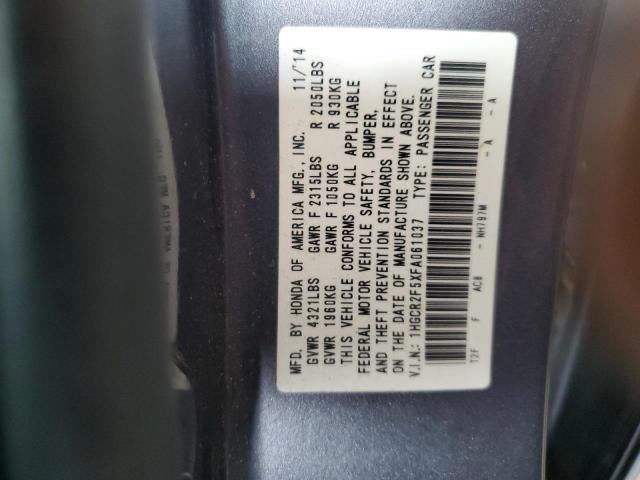 MFD. BY HONDA OF AMERICA MFG., INC. 11/'14
GVWR 4321LBS GAWR F 2315LBS R 2050LBS
GVWR 1960KG GAWR F 1050KG R 930KG
THIS VEHICLE CONFORMS TO ALL APPLICABLE
FEDERAL MOTOR VEHICLE SAFETY, BUMPER,
AND THEFT PREVENTION STANDARDS IN EFFECT
ON THE DATE OF MANUFACTURE SHOWN ABOVE.
V.I.N.: 1HGCR2F5XFA061037 TYPE: PASSENGER CAR
T2F F AC8 - NH797M - A - A